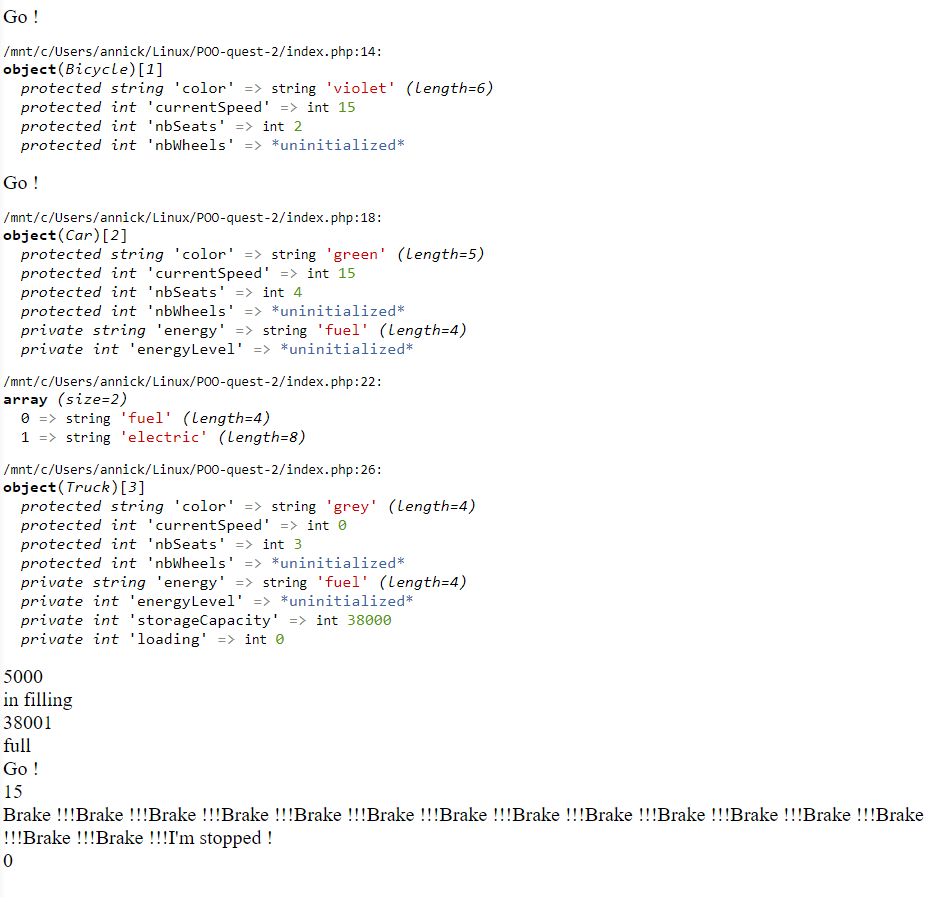 Go !
/mnt/c/Users/annick/Linux/POO-quest-2/index.php:14:
object(Bicycle)[1]
  protected string 'color' => string 'violet' (length=6)
  protected int 'currentSpeed' => int 15
  protected int 'nbSeats' => int 2
  protected int 'nbWheels' => *uninitialized*
Go !
/mnt/c/Users/annick/Linux/POO-quest-2/index.php:18:
object(Car)[2]
  protected string 'color' => string 'green' (length=5)
  protected int 'currentSpeed' => int 15
  protected int 'nbSeats' => int 4
  protected int 'nbWheels' => *uninitialized*
  private string 'energy' => string 'fuel' (length=4)
  private int 'energyLevel' => *uninitialized*
/mnt/c/Users/annick/Linux/POO-quest-2/index.php:22:
array (size=2)
  0 => string 'fuel' (length=4)
  1 => string 'electric' (length=8)
/mnt/c/Users/annick/Linux/POO-quest-2/index.php:26:
object(Truck)[3]
  protected string 'color' => string 'grey' (length=4)
  protected int 'currentSpeed' => int 0
  protected int 'nbSeats' => int 3
  protected int 'nbWheels' => *uninitialized*
  private string 'energy' => string 'fuel' (length=4)
  private int 'energyLevel' => *uninitialized*
  private int 'storageCapacity' => int 38000
  private int 'loading' => int 0
5000
in filling
38001
full
Go !
15
Brake !!!Brake !!!Brake !!!Brake !!!Brake !!!Brake !!!Brake !!!Brake !!!Brake !!!Brake !!!Brake !!!Brake !!!Brake
!!!Brake !!!Brake !!!I'm stopped !
0